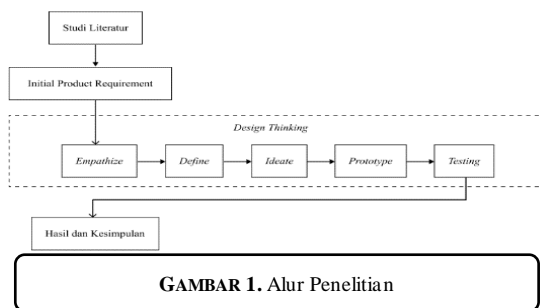 Studi Literatur
Initial Product Requirement
Design Thinking
Empathize
Define
Ideate
Prototype
Testing
Hasil dan Kesimpulan
GAMBAR 1. Alur Penelitian